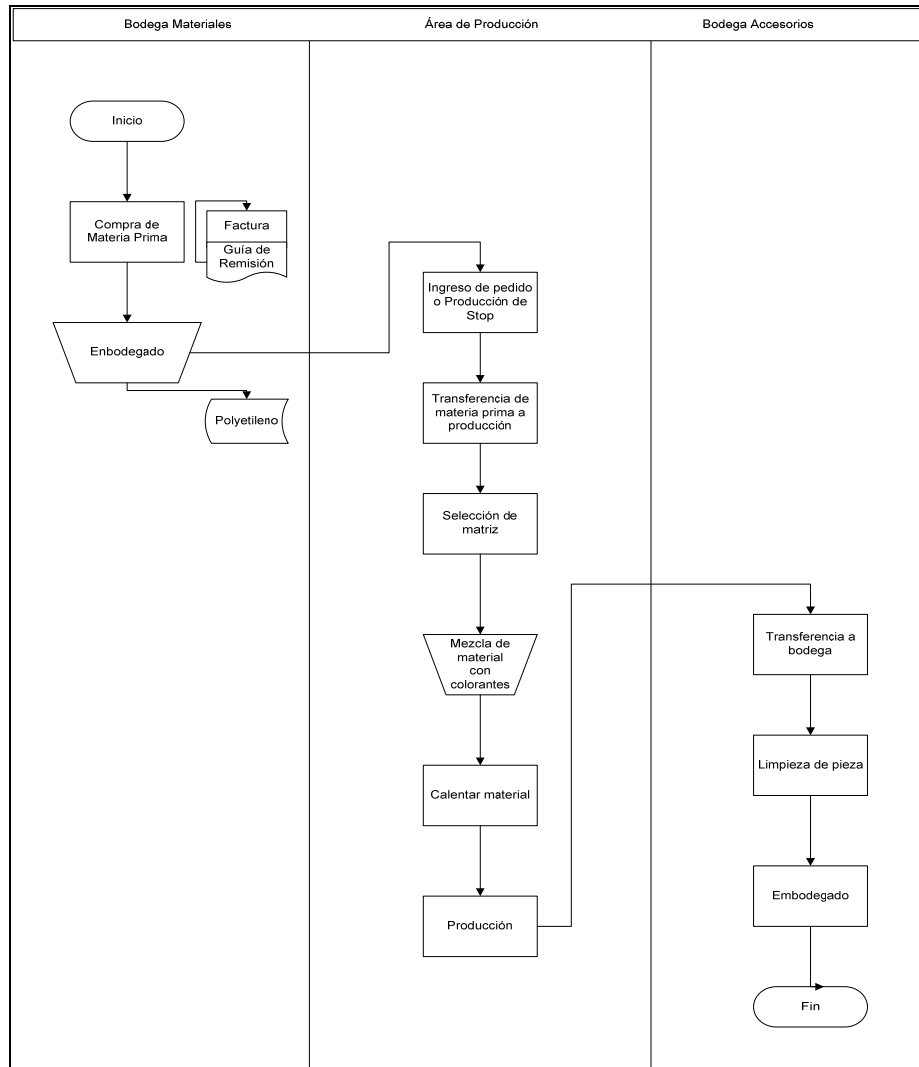 Bodega Materiales
Área de Producción
Bodega Accesorios
Inicio
Compra de
Materia Prima
Factura
Guía de
Remisión
Enbodegado
Polyetileno
Ingreso de pedido
o Producción de
Stop
Transferencia de
materia prima a
producción
Selección de
matriz
Mezcla de
material
con
colorantes
Calentar material
Producción
Transferencia a
bodega
Limpieza de pieza
Embodegado
Fin